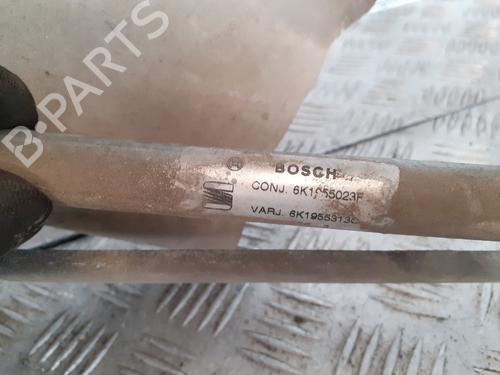 B-PARTS
BOSCH
CONJ. 6K1955023F
VARJ. 6K1955313C